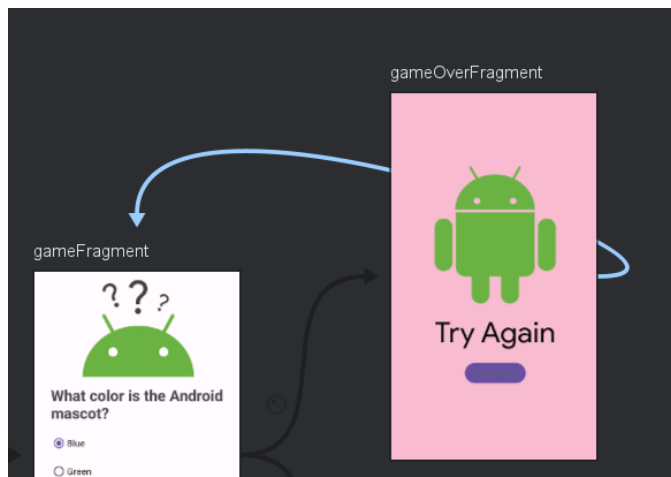 gameOverFragment
Try Again
gameFragment
? ? ?
What color is the Android
mascot?
Blue
Green